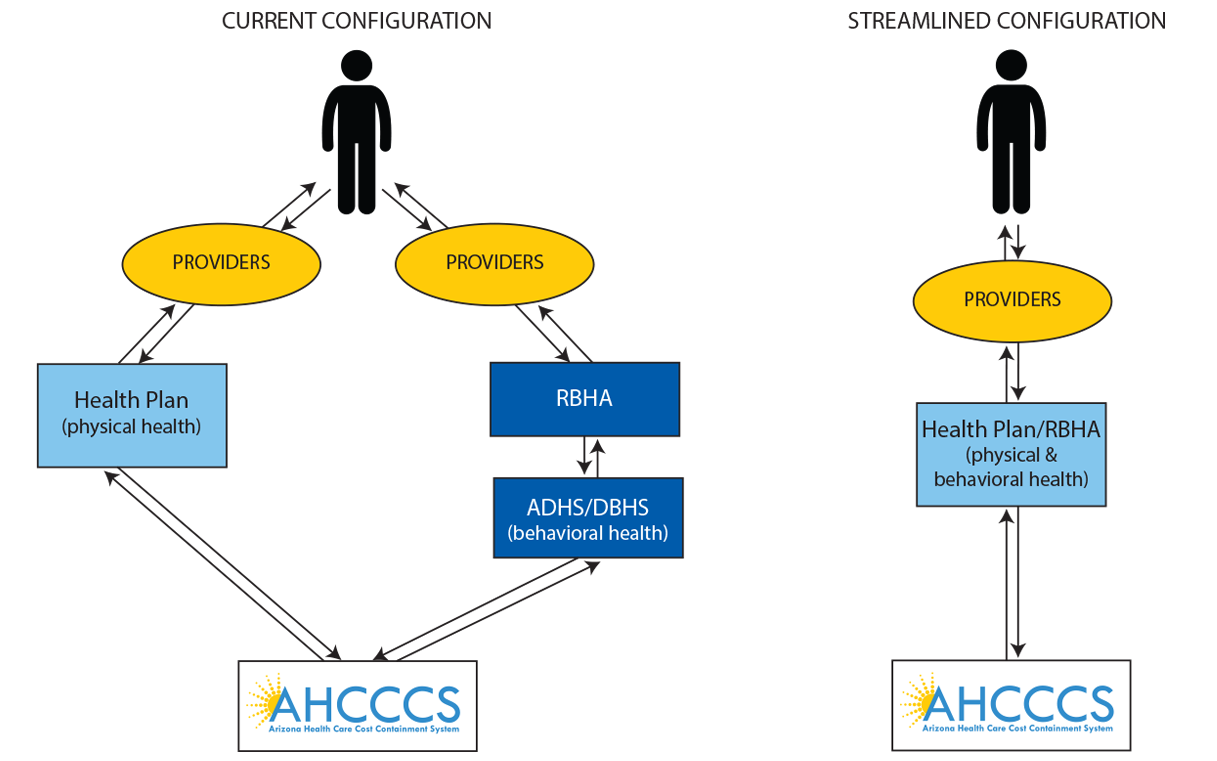 CURRENT CONFIGURATION
PROVIDERS
PROVIDERS
Health Plan
(physical health)
RBHA
ADHS/DBHS
(behavioral health)
AHCCCS
Arizona Health Care Cost Containment System
STREAMLINED CONFIGURATION
PROVIDERS
Health Plan/RBHA
(physical &
behavioral health)
AHCCCS
Arizona Health Care Cost Containment System